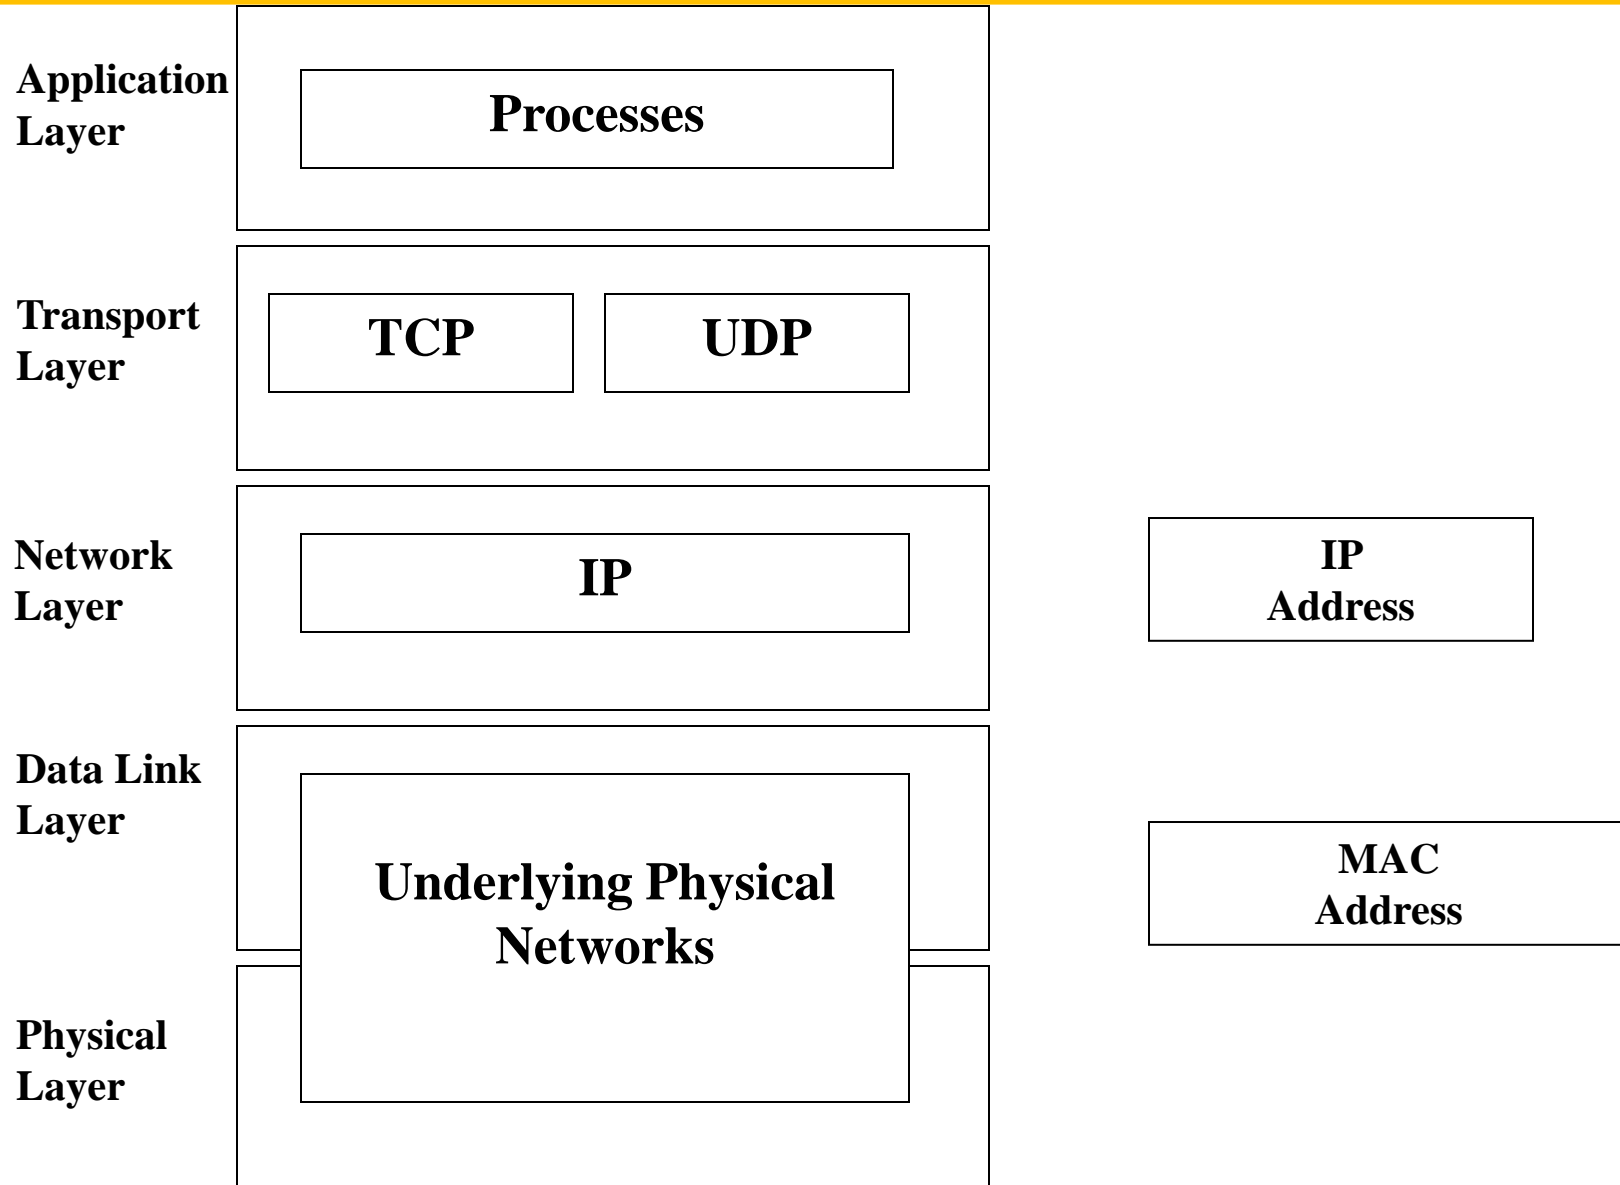 Application
Layer
Processes
Transport
Layer
TCP
UDP
Network
Layer
IP
IP
Address
Data Link
Layer
Underlying Physical
Networks
MAC
Address
Physical
Layer